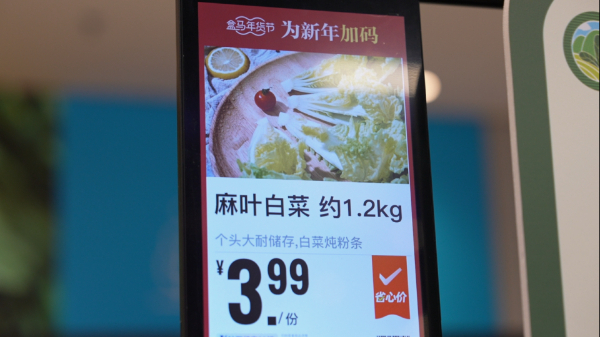 盒马年货节 为新年加码
麻叶白菜 约1.2kg
个头大耐储存,白菜炖粉条
¥3.99/份
省心价